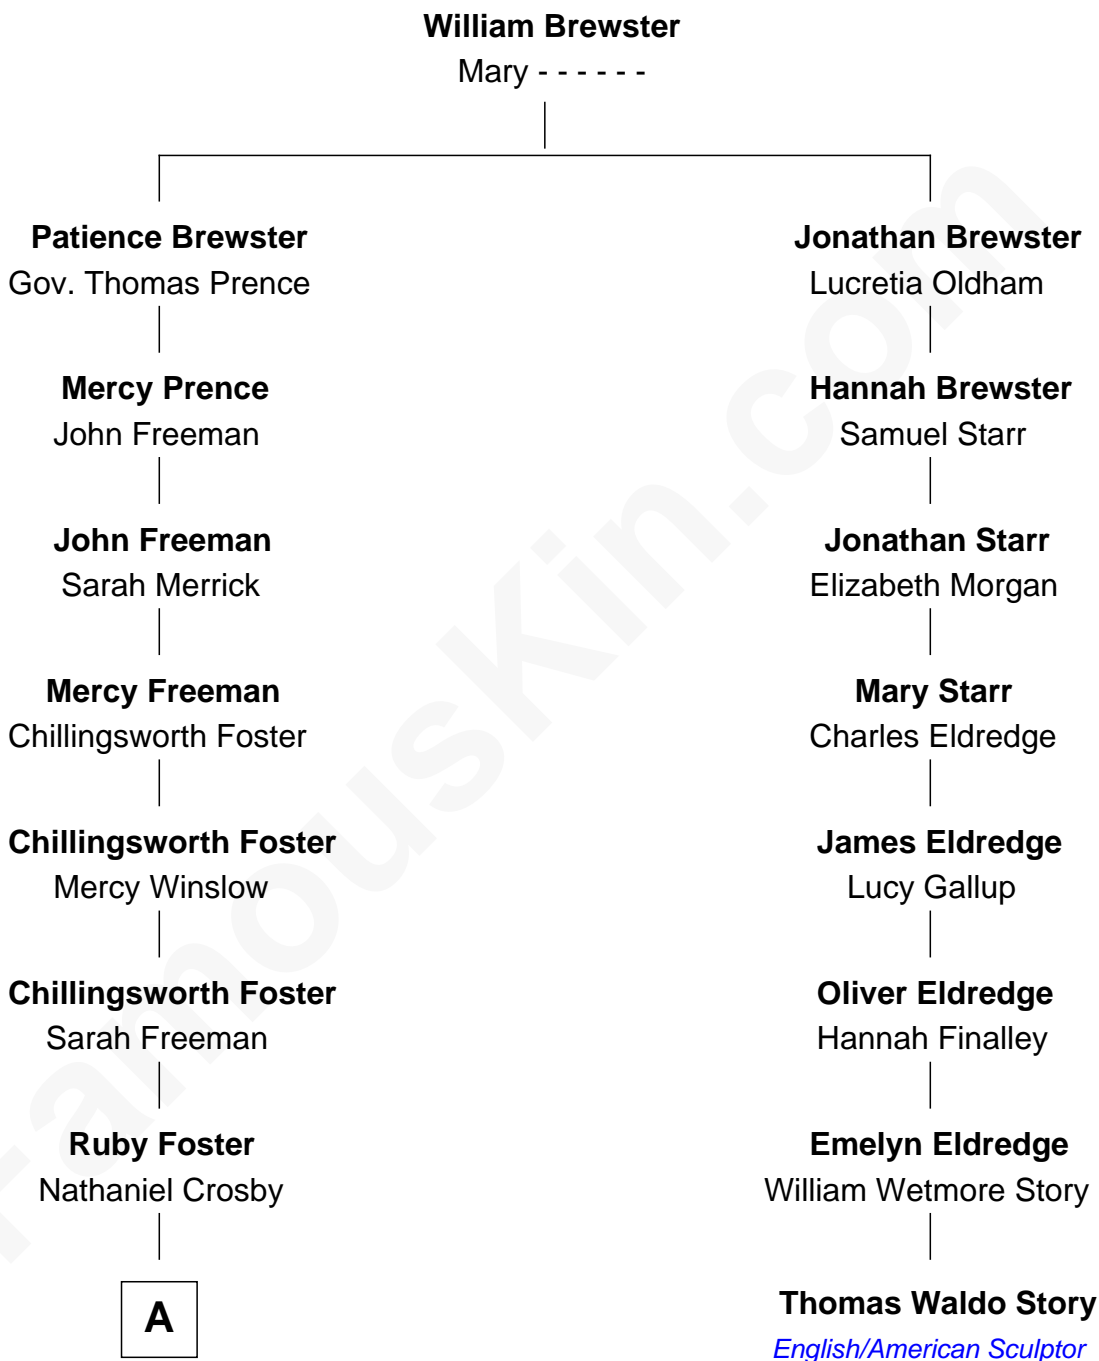 William Brewster
Mary - - - - - -
Patience Brewster
Gov. Thomas Prence
Jonathan Brewster
Lucretia Oldham
Mercy Prence
John Freeman
Hannah Brewster
Samuel Starr
John Freeman
Sarah Merrick
Jonathan Starr
Elizabeth Morgan
Mercy Freeman
Chillingsworth Foster
Mary Starr
Charles Eldredge
Chillingsworth Foster
Mercy Winslow
James Eldredge
Lucy Gallup
Chillingsworth Foster
Sarah Freeman
Oliver Eldredge
Hannah Finalley
Ruby Foster
Nathaniel Crosby
Emelyn Eldredge
William Wetmore Story
A
Thomas Waldo Story
English/American Sculptor
FamousKin.com